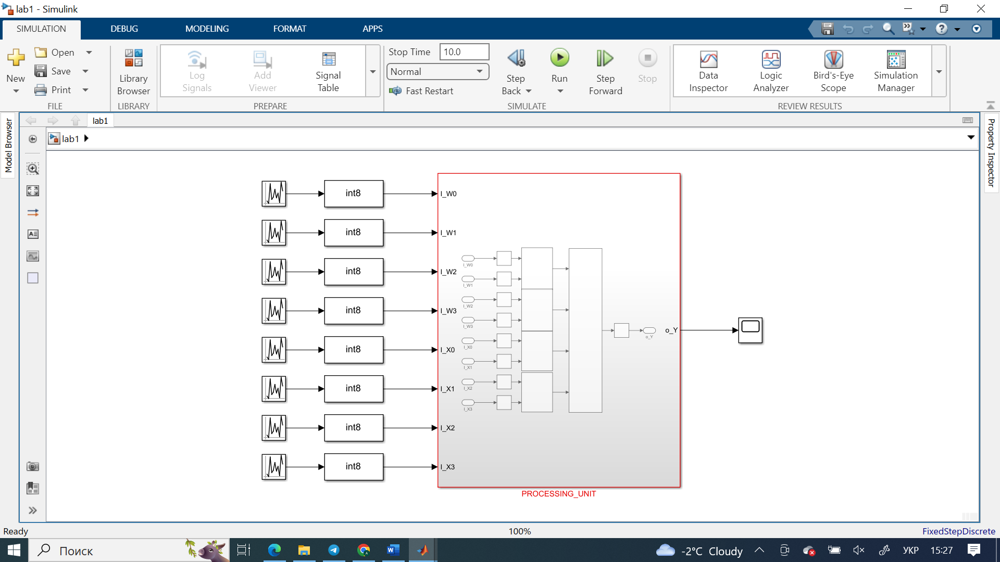 lab1 - Simulink
SIMULATION DEBUG MODELING FORMAT APPS
New
Open
Save
Print
FILE
Library
Browser
LIBRARY
Log
Signals
Add
Viewer
Signal
Table
PREPARE
Stop Time 10.0
Normal
Fast Restart
Step
Back
Run
Step
Forward
Stop
SIMULATE
Data
Inspector
Logic
Analyzer
Bird's-Eye
Scope
Simulation
Manager
REVIEW RESULTS
Model Browser
Property Inspector
lab1
lab1
int8 I_W0
int8 I_W1
int8 I_W2
int8 I_W3
int8 I_X0
int8 I_X1
int8 I_X2
int8 I_X3
I_W0
I_W1
I_W2
I_W3
I_X0
I_X1
I_X2
I_X3
o_Y
o_Y
PROCESSING_UNIT
Ready 100% FixedStepDiscrete
Поиск -2°C Cloudy УКР 15:27